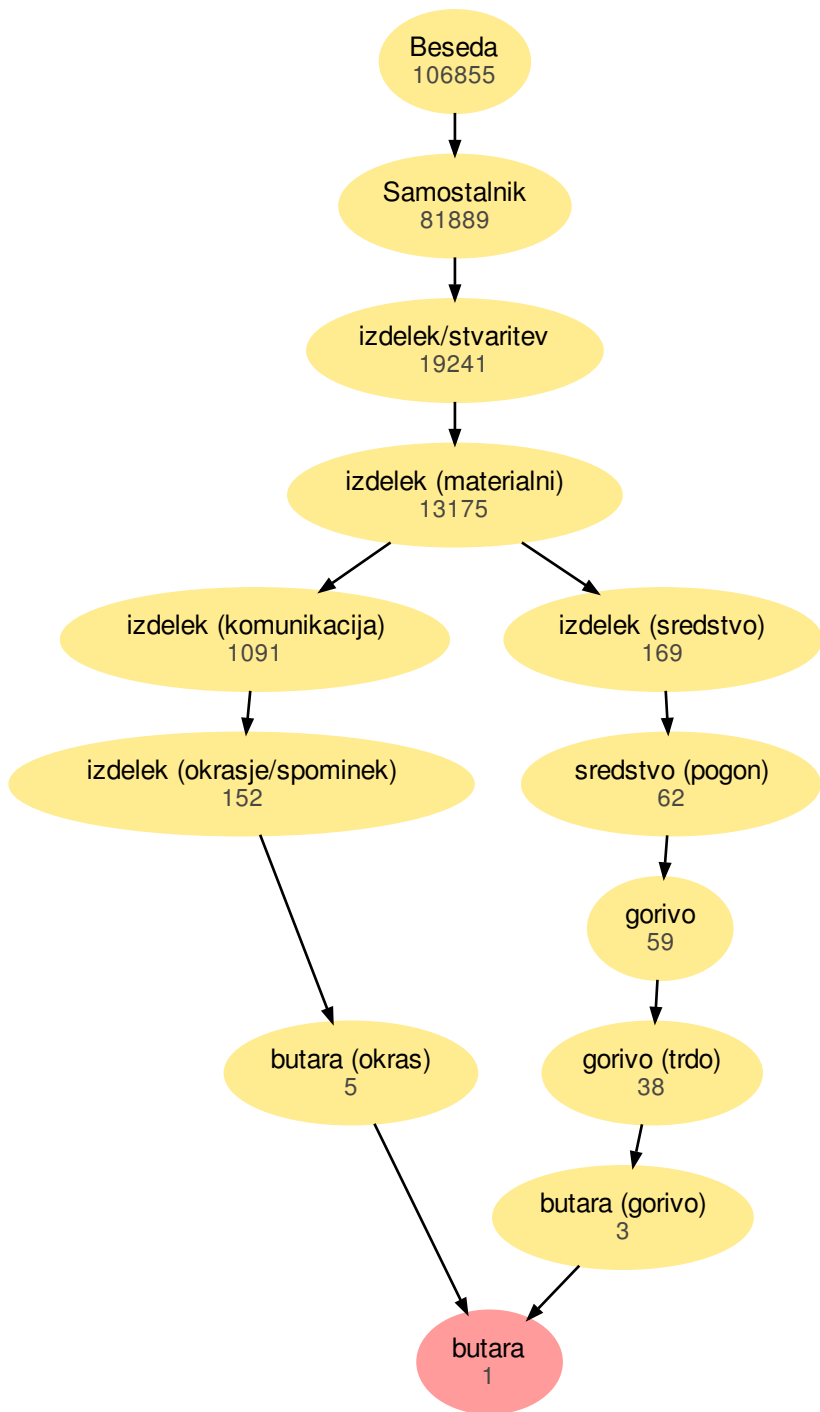 Beseda
106855
Samostalnik
81889
izdelek/stvaritev
19241
izdelek (materialni)
13175
izdelek (komunikacija)
1091
izdelek (sredstvo)
169
izdelek (okrasje/spominek)
152
sredstvo (pogon)
62
gorivo
59
butara (okras)
5
gorivo (trdo)
38
butara (gorivo)
3
butara
1